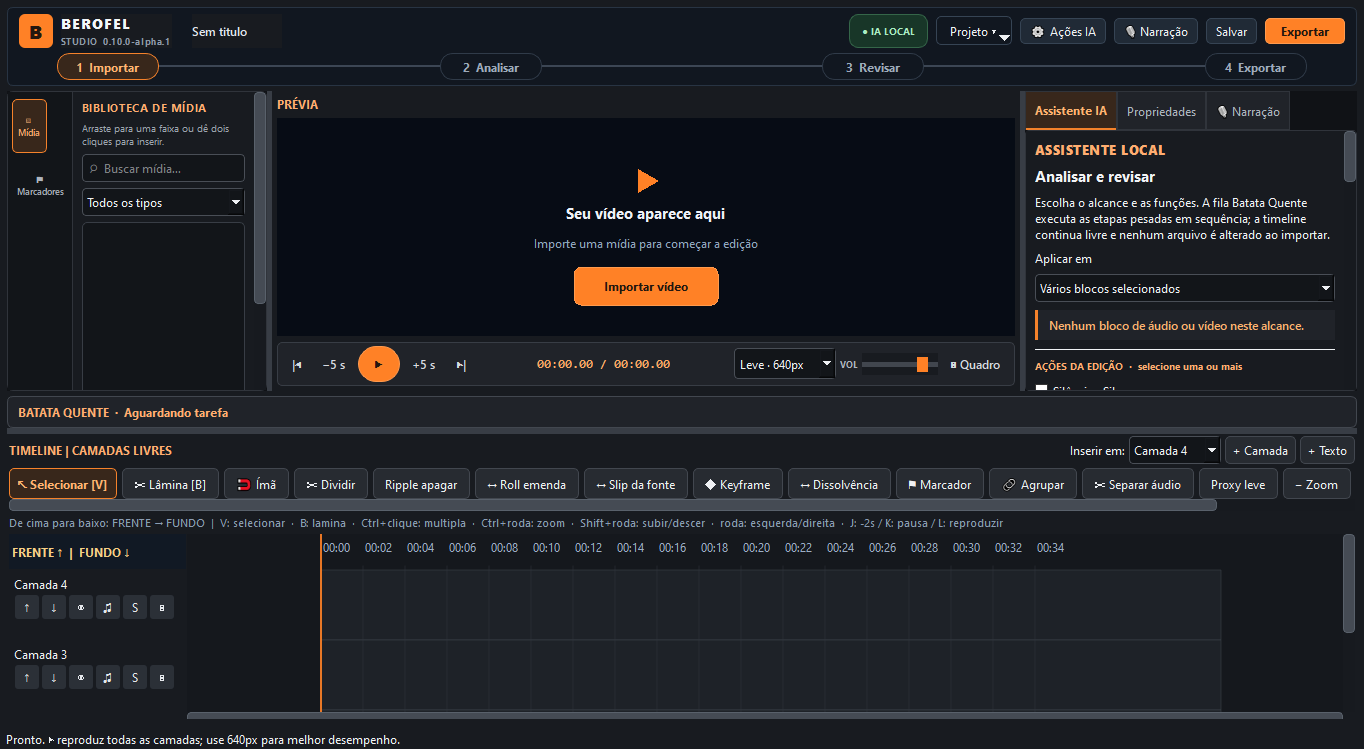 B
BEROFEL
STUDIO 0.10.0-alpha.1
Sem título
• IA LOCAL
Projeto
Ações IA
Narração
Salvar
Exportar
1 Importar
2 Analisar
3 Revisar
4 Exportar
Mídia
Marcadores
BIBLIOTECA DE MÍDIA
Arraste para uma faixa ou dê dois
cliques para inserir.
Buscar mídia...
Todos os tipos
PRÉVIA
Seu vídeo aparece aqui
Importe uma mídia para começar a edição
Importar vídeo
−5 s
+5 s
00:00.00 / 00:00.00
Leve · 640px
VOL
Quadro
Assistente IA
Propriedades
Narração
ASSISTENTE LOCAL
Analisar e revisar
Escolha o alcance e as funções. A fila Batata Quente
executa as etapas pesadas em sequência; a timeline
continua livre e nenhum arquivo é alterado ao importar.
Aplicar em
Vários blocos selecionados
Nenhum bloco de áudio ou vídeo neste alcance.
AÇÕES DA EDIÇÃO · selecione uma ou mais
BATATA QUENTE · Aguardando tarefa
TIMELINE | CAMADAS LIVRES
Inserir em:
Camada 4
+ Camada
+ Texto
↖ Selecionar [V]
✂ Lâmina [B]
Ímã
✂ Dividir
Ripple apagar
↔ Roll emenda
↔ Slip da fonte
◆ Keyframe
↔ Dissolvência
⚑ Marcador
Agrupar
✂ Separar áudio
Proxy leve
− Zoom
De cima para baixo: FRENTE → FUNDO | V: selecionar · B: lamina · Ctrl+clique: multipla · Ctrl+roda: zoom · Shift+roda: subir/descer · roda: esquerda/direita · J: -2s / K: pausa / L: reproduzir
FRENTE ↑ | FUNDO ↓
00:00 00:02 00:04 00:06 00:08 00:10 00:12 00:14 00:16 00:18 00:20 00:22 00:24 00:26 00:28 00:30 00:32 00:34
Camada 4
↑ ↓ ♫ S
Camada 3
↑ ↓ ♫ S
Pronto. ▶ reproduz todas as camadas; use 640px para melhor desempenho.